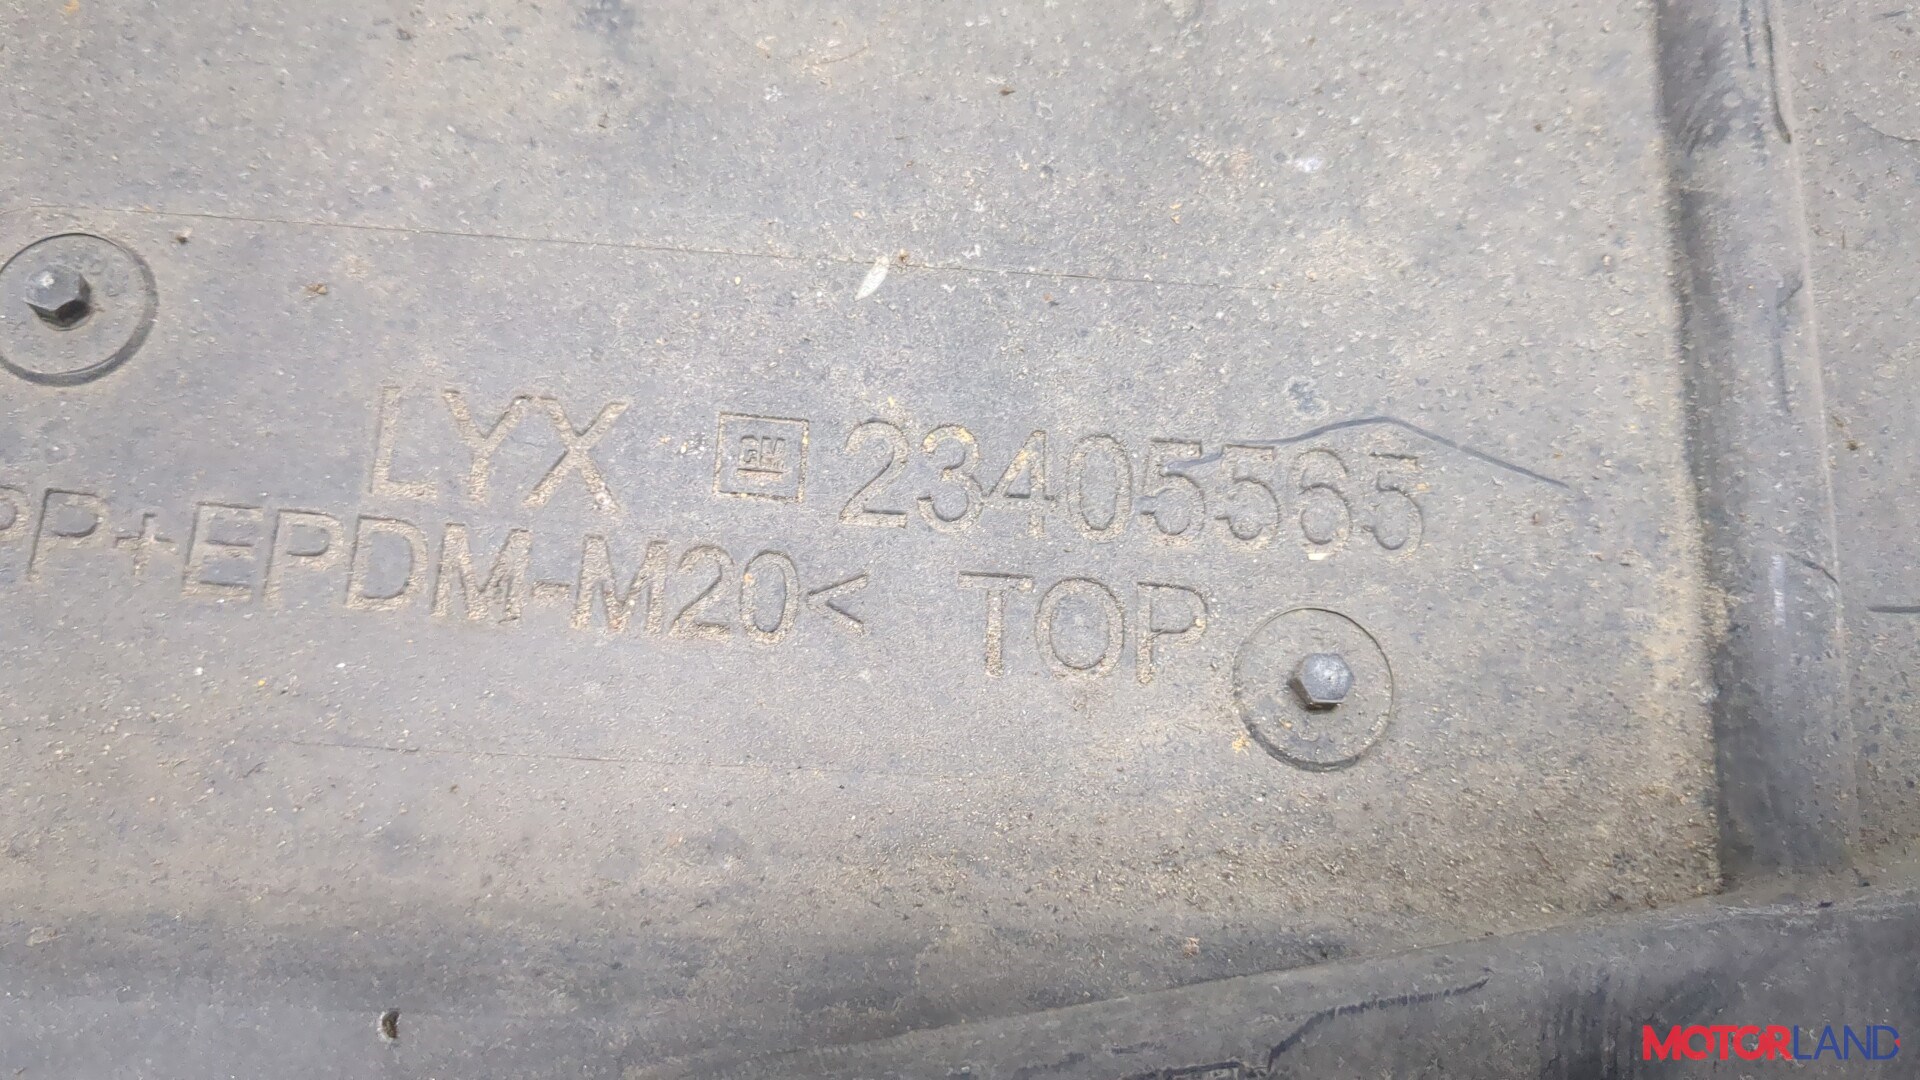 LYX GM 23405565
PP+EPDM-M20< TOP
MOTORLAND